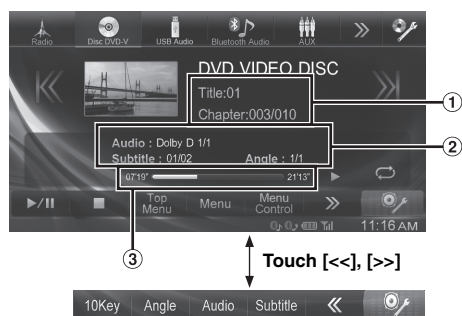 Radio Disc DVD-V USB Audio Bluetooth Audio AUX
DVD VIDEO DISC
Title:01
Chapter:003/010
Audio : Dolby D 1/1
Subtitle : 01/02 Angle : 1/1
07'19" 21'13"
Top Menu Menu Menu Control
11:16 AM
1
2
3
Touch [<<], [>>]
10Key Angle Audio Subtitle